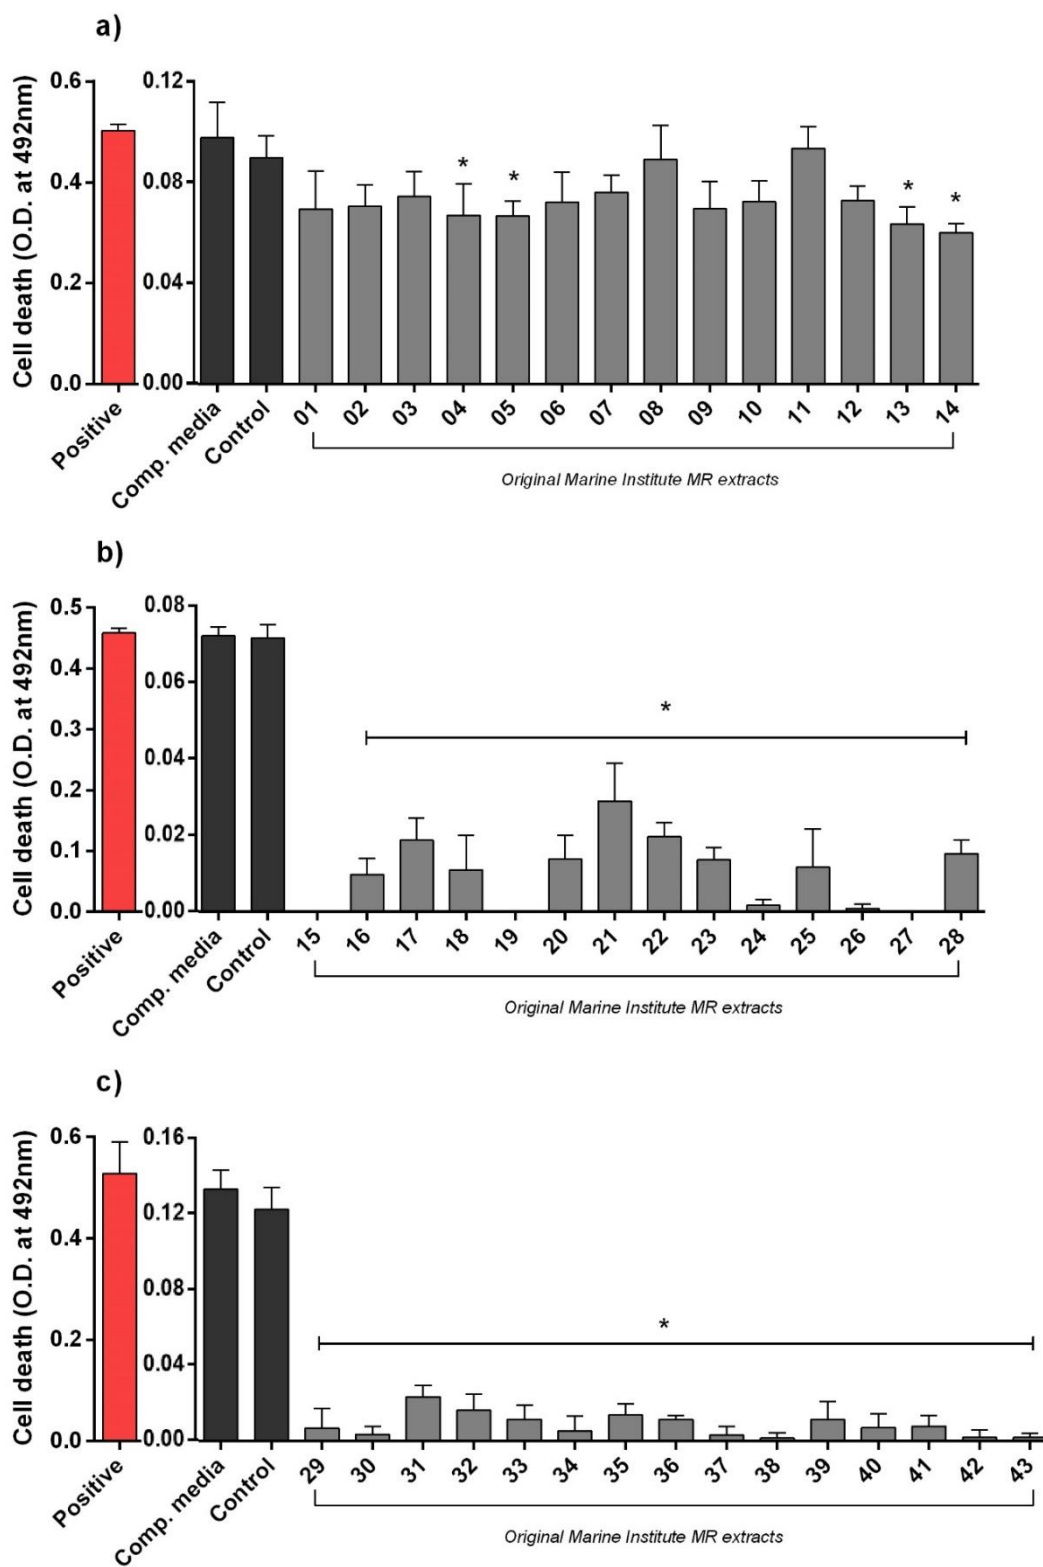 a)
Cell death (O.D. at 492nm)
0.6
0.4
0.2
0.0
0.12
0.08
0.04
0.00
* * * *
Positive
Comp. media
Control
01 02 03 04 05 06 07 08 09 10 11 12 13 14
Original Marine Institute MR extracts
b)
Cell death (O.D. at 492nm)
0.5
0.4
0.3
0.2
0.1
0.0
0.08
0.06
0.04
0.02
0.00
*
Positive
Comp. media
Control
15 16 17 18 19 20 21 22 23 24 25 26 27 28
Original Marine Institute MR extracts
c)
Cell death (O.D. at 492nm)
0.6
0.4
0.2
0.0
0.16
0.12
0.08
0.04
0.00
*
Positive
Comp. media
Control
29 30 31 32 33 34 35 36 37 38 39 40 41 42 43
Original Marine Institute MR extracts